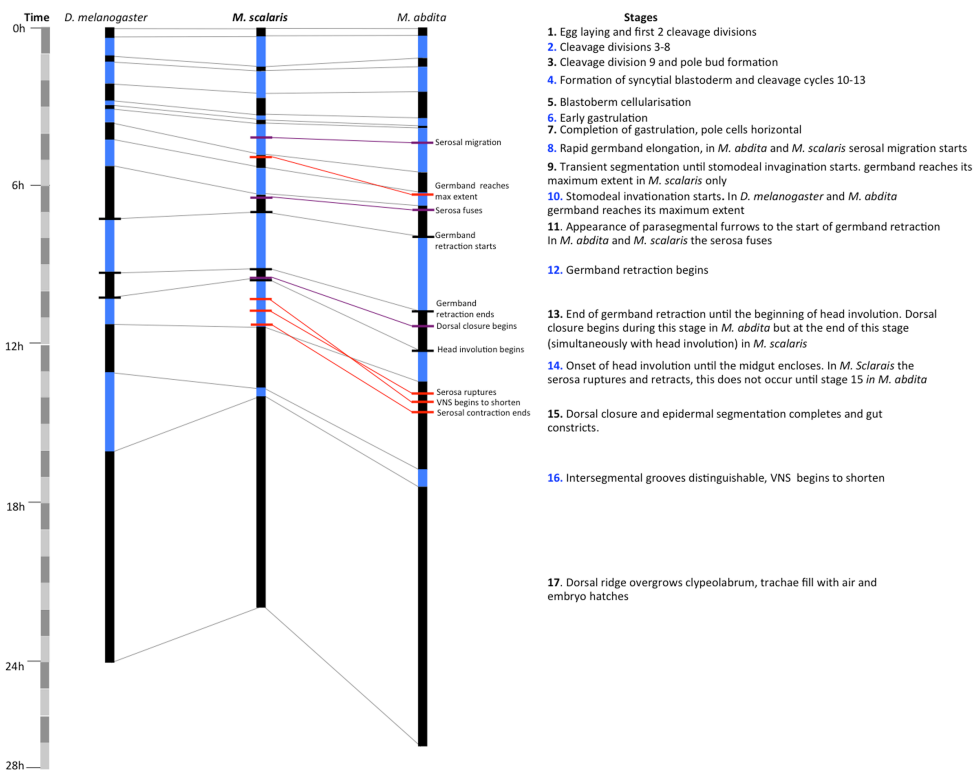 Time D. melanogaster M. scalaris M. abdita Stages
0h
6h
12h
18h
24h
28h
Serosal migration
Germband reaches
max extent
Serosa fuses
Germband
retraction starts
Germband
retraction ends
Dorsal closure begins
Head involution begins
Serosa ruptures
VNS begins to shorten
Serosal contraction ends
1. Egg laying and first 2 cleavage divisions
2. Cleavage divisions 3-8
3. Cleavage division 9 and pole bud formation
4. Formation of syncytial blastoderm and cleavage cycles 10-13
5. Blastoberm cellularisation
6. Early gastrulation
7. Completion of gastrulation, pole cells horizontal
8. Rapid germband elongation, in M. abdita and M. scalaris serosal migration starts
9. Transient segmentation until stomodeal invagination starts. germband reaches its
maximum extent in M. scalaris only
10. Stomodeal invationation starts. In D. melanogaster and M. abdita
germband reaches its maximum extent
11. Appearance of parasegmental furrows to the start of germband retraction
In M. abdita and M. scalaris the serosa fuses
12. Germband retraction begins
13. End of germband retraction until the beginning of head involution. Dorsal
closure begins during this stage in M. abdita but at the end of this stage
(simultaneously with head involution) in M. scalaris
14. Onset of head involution until the midgut encloses. In M. Sclarais the
serosa ruptures and retracts, this does not occur until stage 15 in M. abdita
15. Dorsal closure and epidermal segmentation completes and gut
constricts.
16. Intersegmental grooves distinguishable, VNS begins to shorten
17. Dorsal ridge overgrows clypeolabrum, trachae fill with air and
embryo hatches